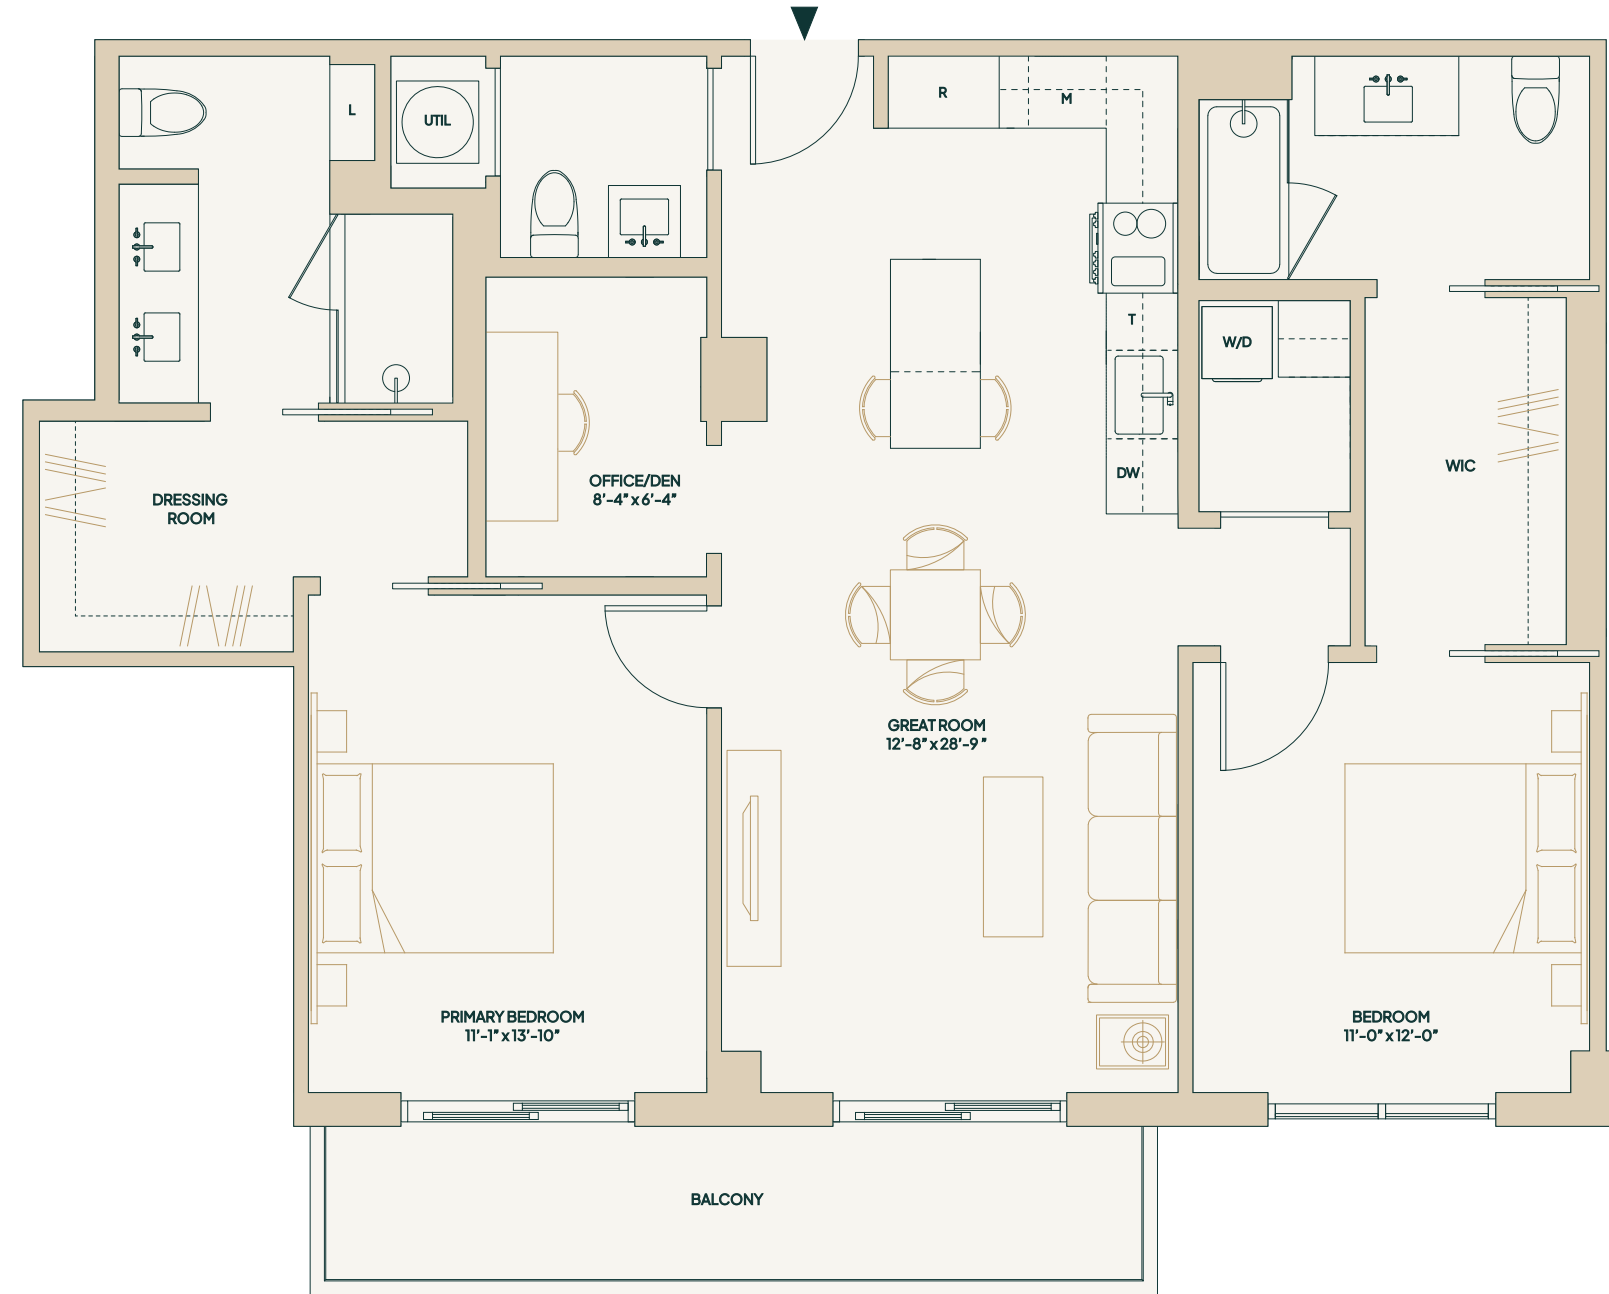 L
UTIL
R
M
T
W/D
DW
WIC
OFFICE/DEN
8'-4" x 6'-4"
DRESSING
ROOM
GREAT ROOM
12'-8" x 28'-9"
PRIMARY BEDROOM
11'-1" x 13'-10"
BEDROOM
11'-0" x 12'-0"
BALCONY